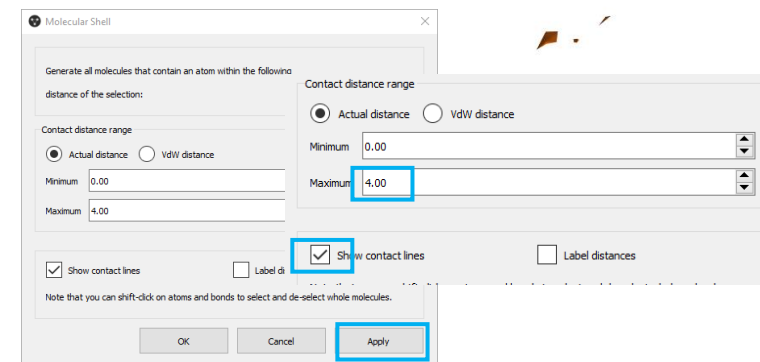 Molecular Shell
Generate all molecules that contain an atom within the following
distance of the selection:
Contact distance range
Actual distance VdW distance
Minimum 0.00
Maximum 4.00
Show contact lines Label di
Note that you can shift-click on atoms and bonds to select and de-select whole molecules.
OK Cancel Apply
Contact distance range
Actual distance VdW distance
Minimum 0.00
Maximum 4.00
Show contact lines Label distances